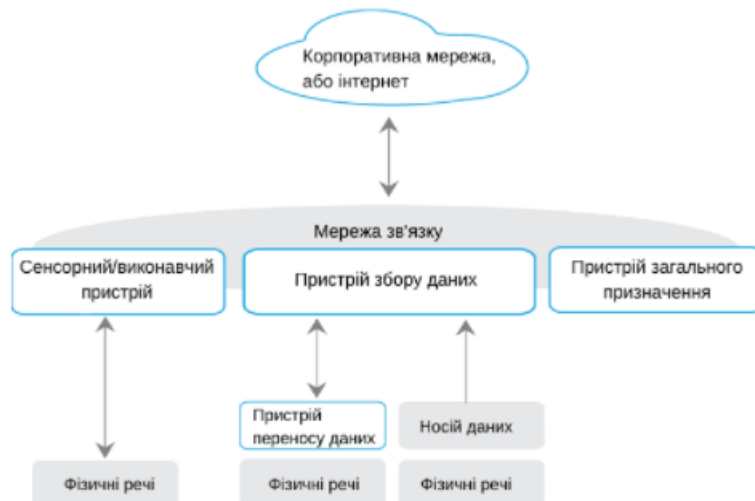 Корпоративна мережа,
або інтернет
Мережа зв'язку
Сенсорний/виконавчий
пристрій
Пристрій збору даних
Пристрій загального
призначення
Пристрій
переносу даних
Носій даних
Фізичні речі
Фізичні речі
Фізичні речі